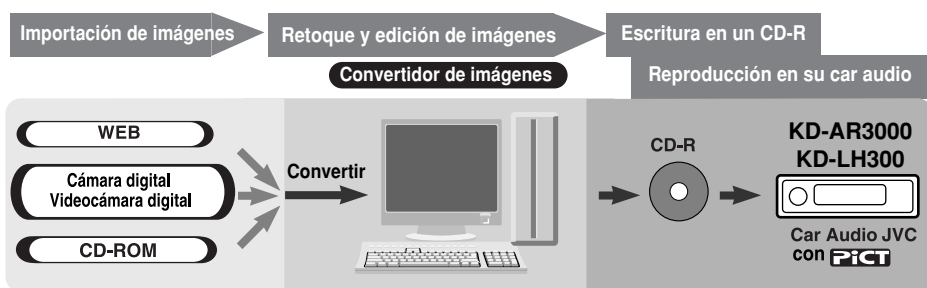 Importación de imágenes
Retoque y edición de imágenes
Escritura en un CD-R
Convertidor de imágenes
Reproducción en su car audio
WEB
Cámara digital
Videocámara digital
CD-ROM
Convertir
CD-R
KD-AR3000
KD-LH300
Car Audio JVC
con PiCT